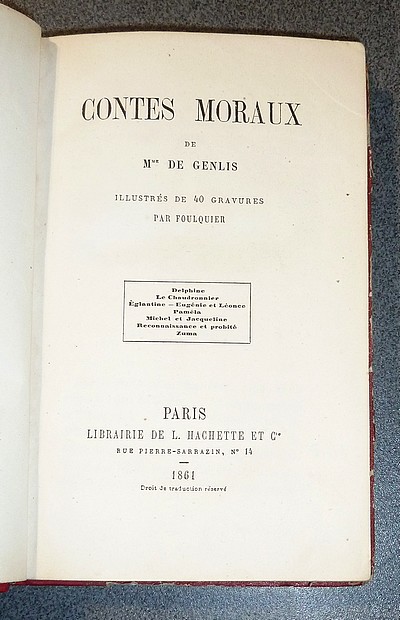 CONTES MORAUX
DE
Mme DE GENLIS
ILLUSTRÉS DE 40 GRAVURES
PAR FOULQUIER
Delphine
Le Chaudronnier
Églantine — Eugénie et Léonce
Paméla
Michel et Jacqueline
Reconnaissance et probité
Zuma
PARIS
LIBRAIRIE DE L. HACHETTE ET Cie
RUE PIERRE-SARRAZIN, No 14
1861
Droit de traduction réservé